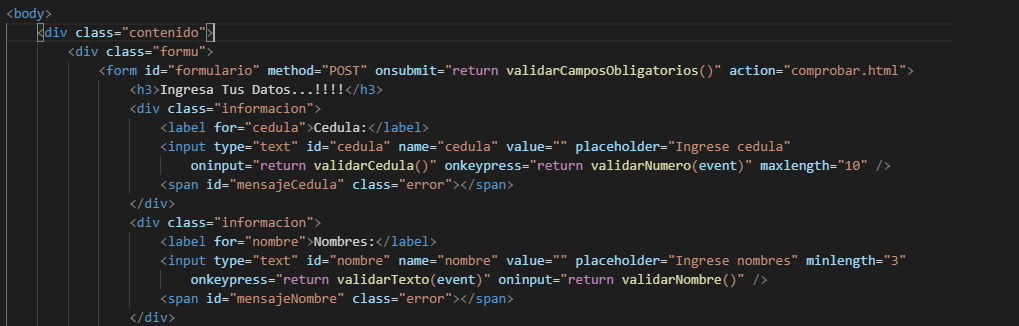 <body>
<div class="contenido">
<div class="formu">
<form id="formulario" method="POST" onsubmit="return validarCamposObligatorios()" action="comprobar.html">
<h3>Ingresa Tus Datos...!!!!</h3>
<div class="informacion">
<label for="cedula">Cedula:</label>
<input type="text" id="cedula" name="cedula" value="" placeholder="Ingrese cedula"
oninput="return validarCedula()" onkeypress="return validarNumero(event)" maxlength="10" />
<span id="mensajeCedula" class="error"></span>
</div>
<div class="informacion">
<label for="nombre">Nombres:</label>
<input type="text" id="nombre" name="nombre" value="" placeholder="Ingrese nombres" minlength="3"
onkeypress="return validarTexto(event)" oninput="return validarNombre()" />
<span id="mensajeNombre" class="error"></span>
</div>